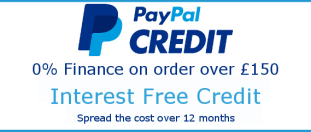 PayPal
CREDIT
0% Finance on order over £150
Interest Free Credit
Spread the cost over 12 months